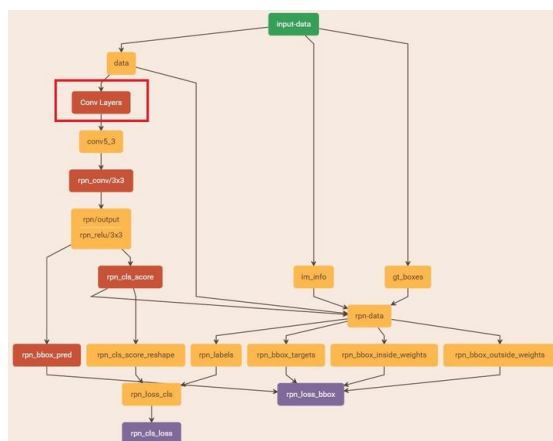 input-data
data
Conv Layers
conv5_3
rpn_conv/3x3
rpn/output
rpn_relu/3x3
rpn_cls_score
im_info
gt_boxes
rpn-data
rpn_bbox_pred
rpn_cls_score_reshape
rpn_labels
rpn_bbox_targets
rpn_bbox_inside_weights
rpn_bbox_outside_weights
rpn_loss_cls
rpn_loss_bbox
rpn_cls_loss